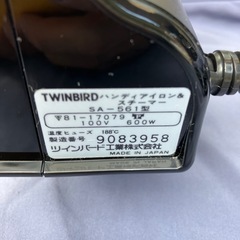 TWINBIRD ハンディアイロン&
スチーマー
SA-561型
〒81-17079
100V 600W
温度ヒューズ 188℃
製造番号 9083958
ツインバード工業株式会社
MADE IN JAPAN